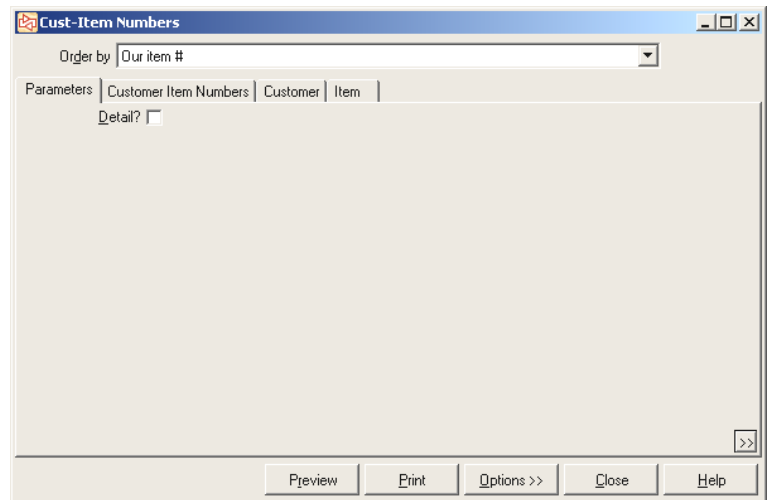 Cust-Item Numbers
Order by Our item #
Parameters Customer Item Numbers Customer Item
Detail?
>>
Preview Print Options >> Close Help